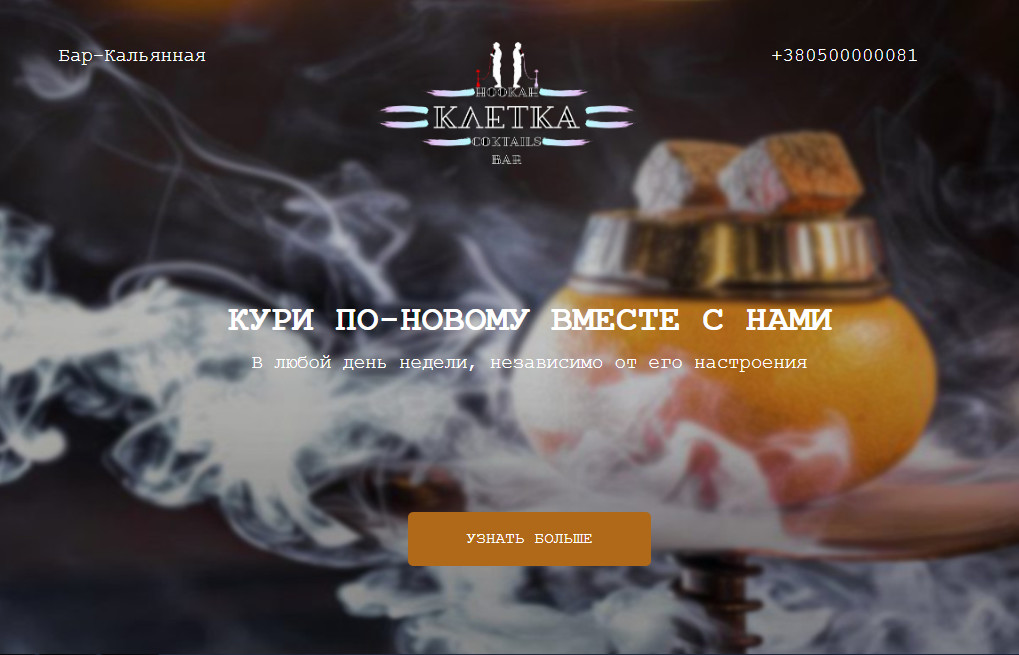 Бар-Кальянная
+380500000081
HOOKAH
КЛЕТКА
COKTAILS
BAR
КУРИ ПО-НОВОМУ ВМЕСТЕ С НАМИ
В любой день недели, независимо от его настроения
УЗНАТЬ БОЛЬШЕ